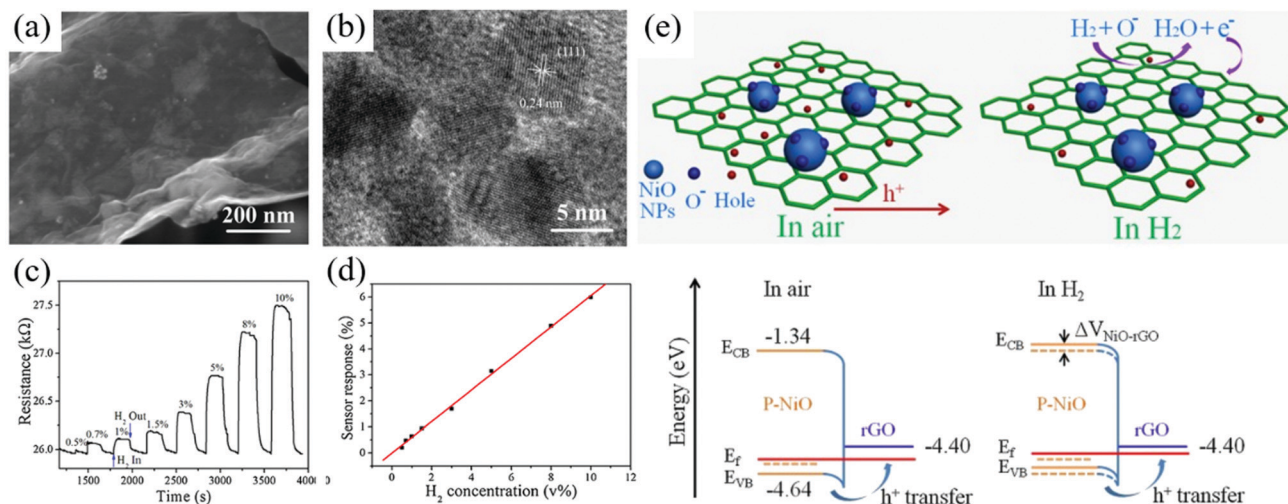 (a)
200 nm
(b)
(111)
0.24 nm
5 nm
(c)
Resistance (kΩ)
27.5
27.0
26.5
26.0
0.5%
0.7%
1%
H2 Out
1.5%
3%
5%
8%
10%
H2 In
1500
2000
2500
3000
3500
4000
Time (s)
(d)
Sensor response (%)
6
5
4
3
2
1
0
0
2
4
6
8
10
12
H2 concentration (v%)
(e)
H2+O- H2O+e-
NiO
NPs
O- Hole
In air
h+
In H2
Energy (eV)
In air
ECB
-1.34
P-NiO
rGO
Ef
-4.40
EVB
-4.64
h+ transfer
In H2
ECB
ΔVNiO-rGO
P-NiO
rGO
Ef
-4.40
EVB
h+ transfer